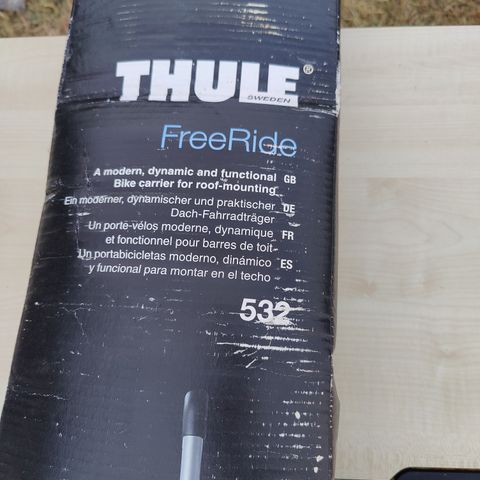 THULE®
SWEDEN
FreeRide
A modern, dynamic and functional GB
Bike carrier for roof-mounting
Ein moderner, dynamischer und praktischer DE
Dach-Fahrradträger
Un porte-vélos moderne, dynamique FR
et fonctionnel pour barres de toit
Un portabicicletas moderno, dinámico ES
y funcional para montar en el techo
532